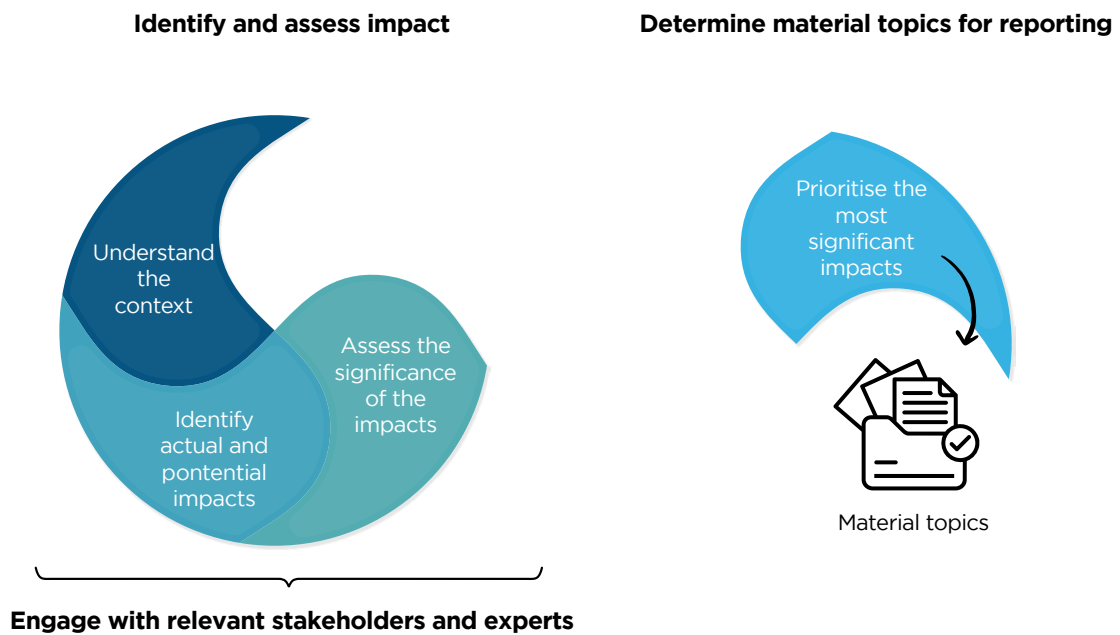 Identify and assess impact
Determine material topics for reporting
Understand
the
context
Identify
actual and
pontential
impacts
Assess the
significance
of the
impacts
Prioritise the
most
significant
impacts
Material topics
Engage with relevant stakeholders and experts